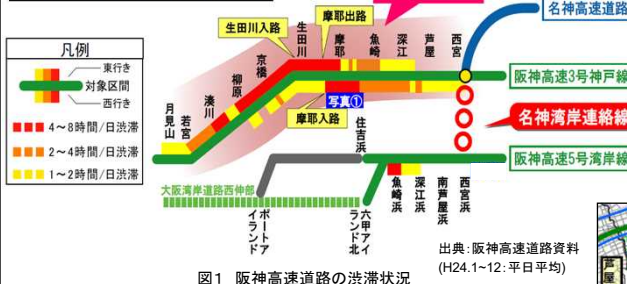 名神高速道路
摩耶出路
生田川入路
凡例
東行き
対象区間
西行き
4～8時間/日渋滞
2～4時間/日渋滞
1～2時間/日渋滞
月見山
若宮
湊川
柳原
京橋
生田川
摩耶
魚崎
深江
芦屋
西宮
阪神高速3号神戸線
写真①
摩耶入路
名神湾岸連絡線
住吉浜
阪神高速5号湾岸線
大阪湾岸道路西伸部
魚崎浜
深江浜
南芦屋浜
西宮浜
ポートアイランド
六甲アイランド北
出典:阪神高速道路資料
(H24.1~12:平日平均)
図1 阪神高速道路の渋滞状況
芦屋